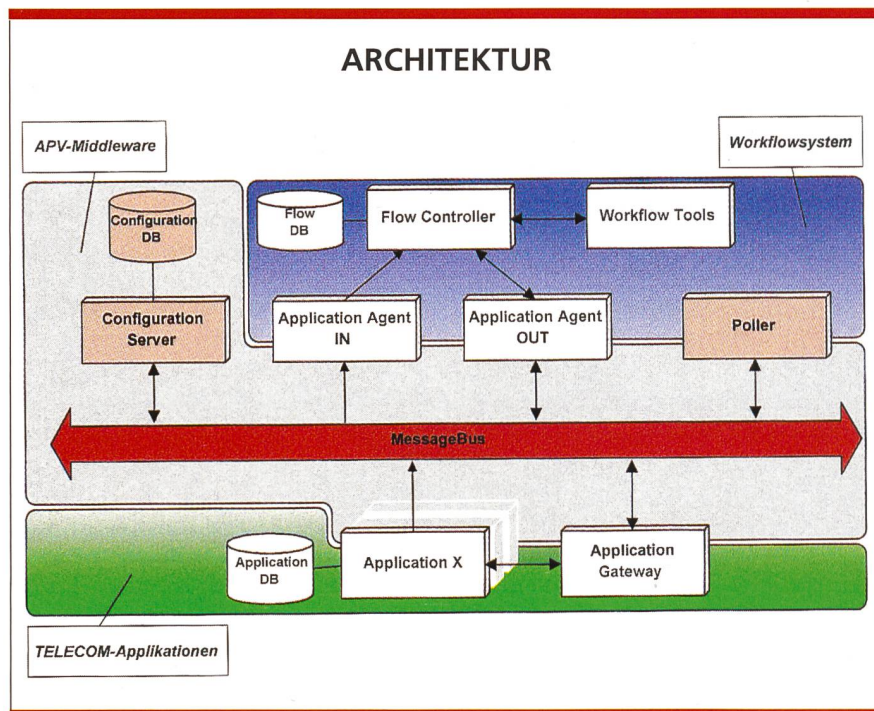 ARCHITEKTUR
APV-Middleware
Workflowsystem
Configuration
DB
Flow
DB
Flow Controller
Workflow Tools
Configuration
Server
Application Agent
IN
Application Agent
OUT
Poller
MessageBus
Application
DB
Application X
Application
Gateway
TELECOM-Applikationen